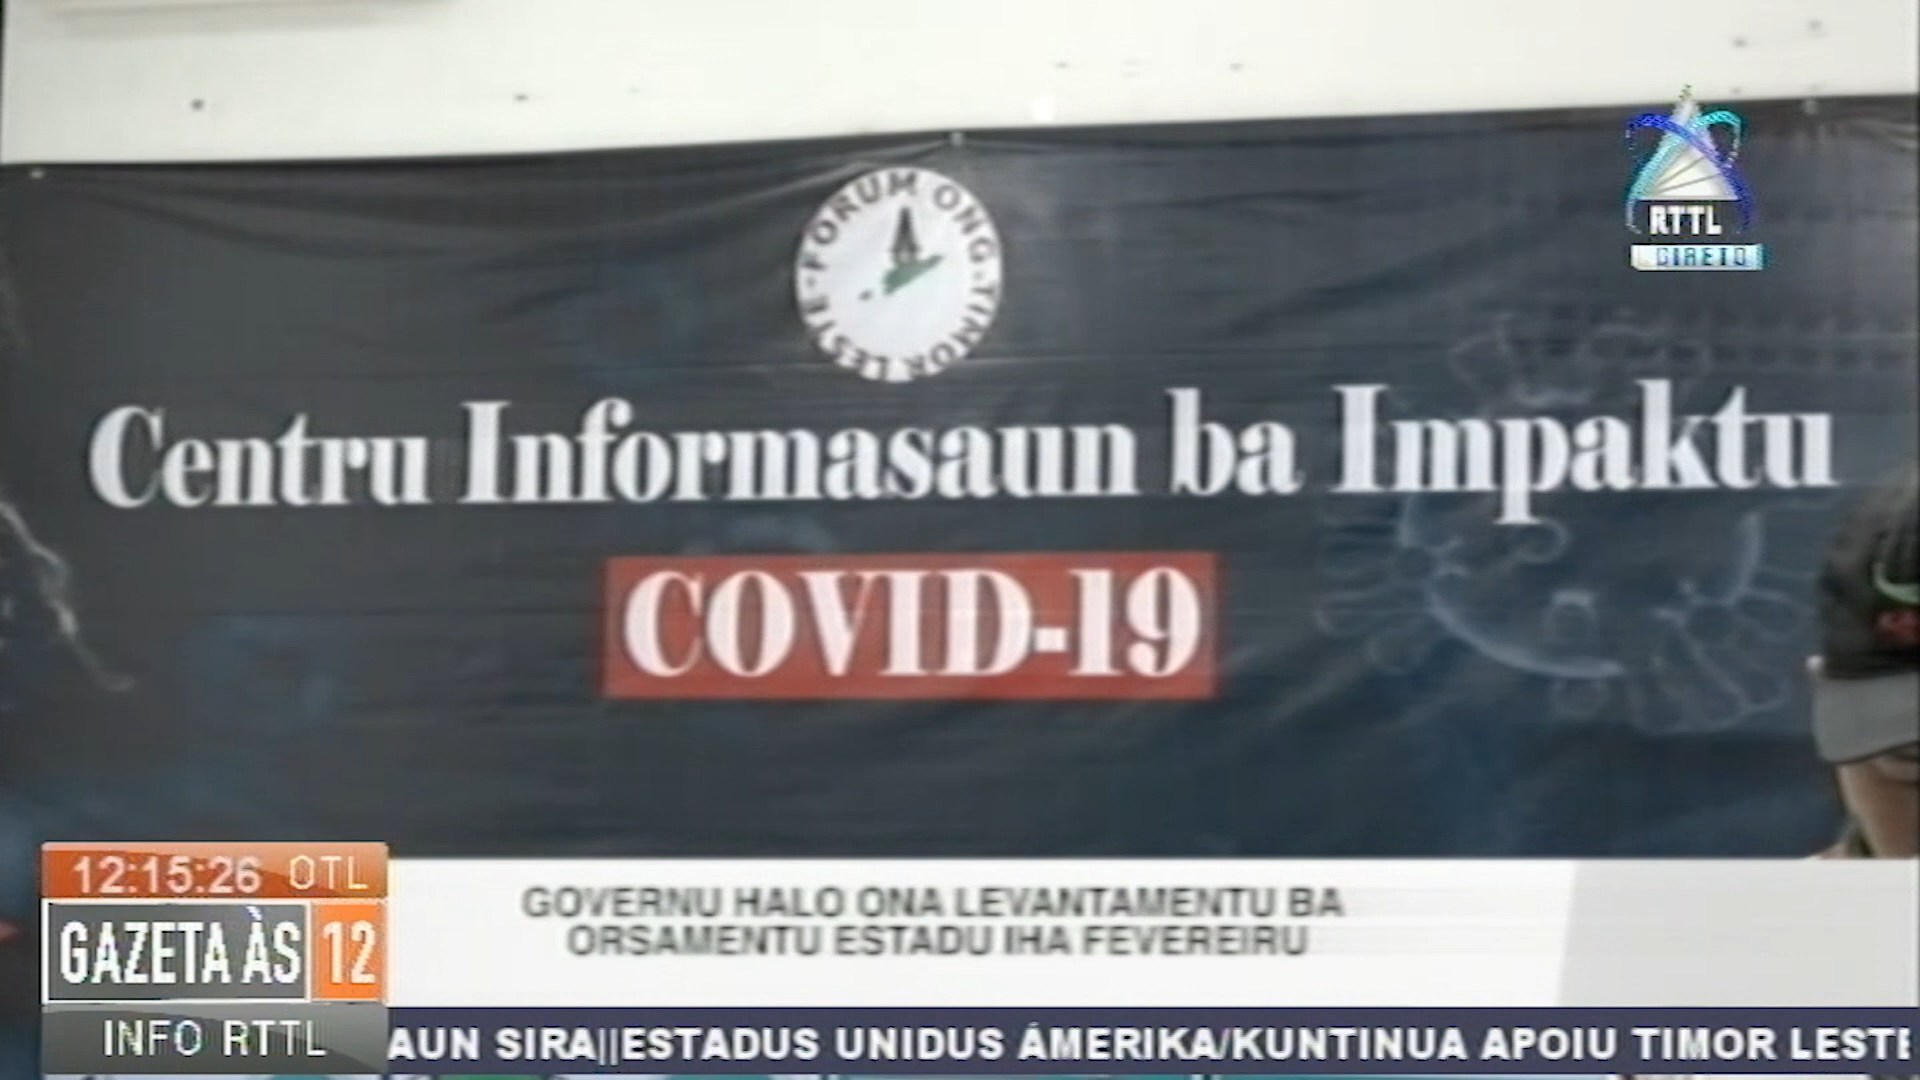 FORUM ONG-TIMOR LESTE-
RTTL
DIRETO
Centru Informasaun ba Impaktu
COVID-19
12:15:26 OTL
GAZETA ÀS 12
GOVERNU HALO ONA LEVANTAMENTU BA
ORSAMENTU ESTADU IHA FEVEREIRU
INFO RTTL
AUN SIRA||ESTADUS UNIDUS ÁMERIKA/KUNTINUA APOIU TIMOR LESTE